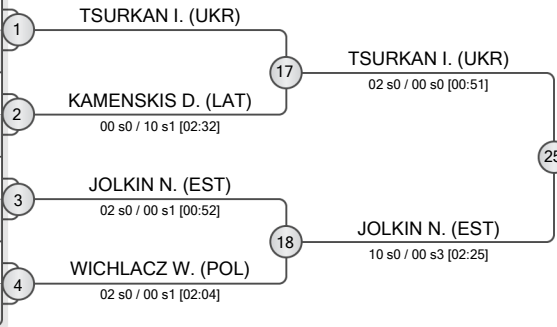 1
TSURKAN I. (UKR)
17
TSURKAN I. (UKR)
02 s0 / 00 s0 [00:51]
2
KAMENSKIS D. (LAT)
00 s0 / 10 s1 [02:32]
25
3
JOLKIN N. (EST)
02 s0 / 00 s1 [00:52]
18
JOLKIN N. (EST)
10 s0 / 00 s3 [02:25]
4
WICHLACZ W. (POL)
02 s0 / 00 s1 [02:04]